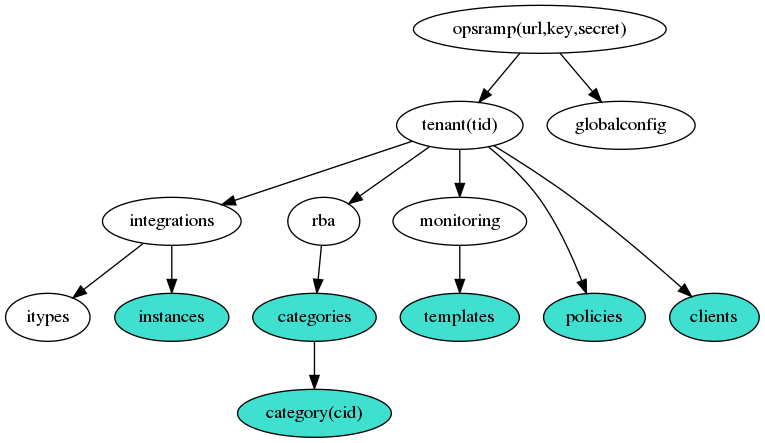 opsramp(url,key,secret)
tenant(tid)
globalconfig
integrations
rba
monitoring
itypes
instances
categories
templates
policies
clients
category(cid)